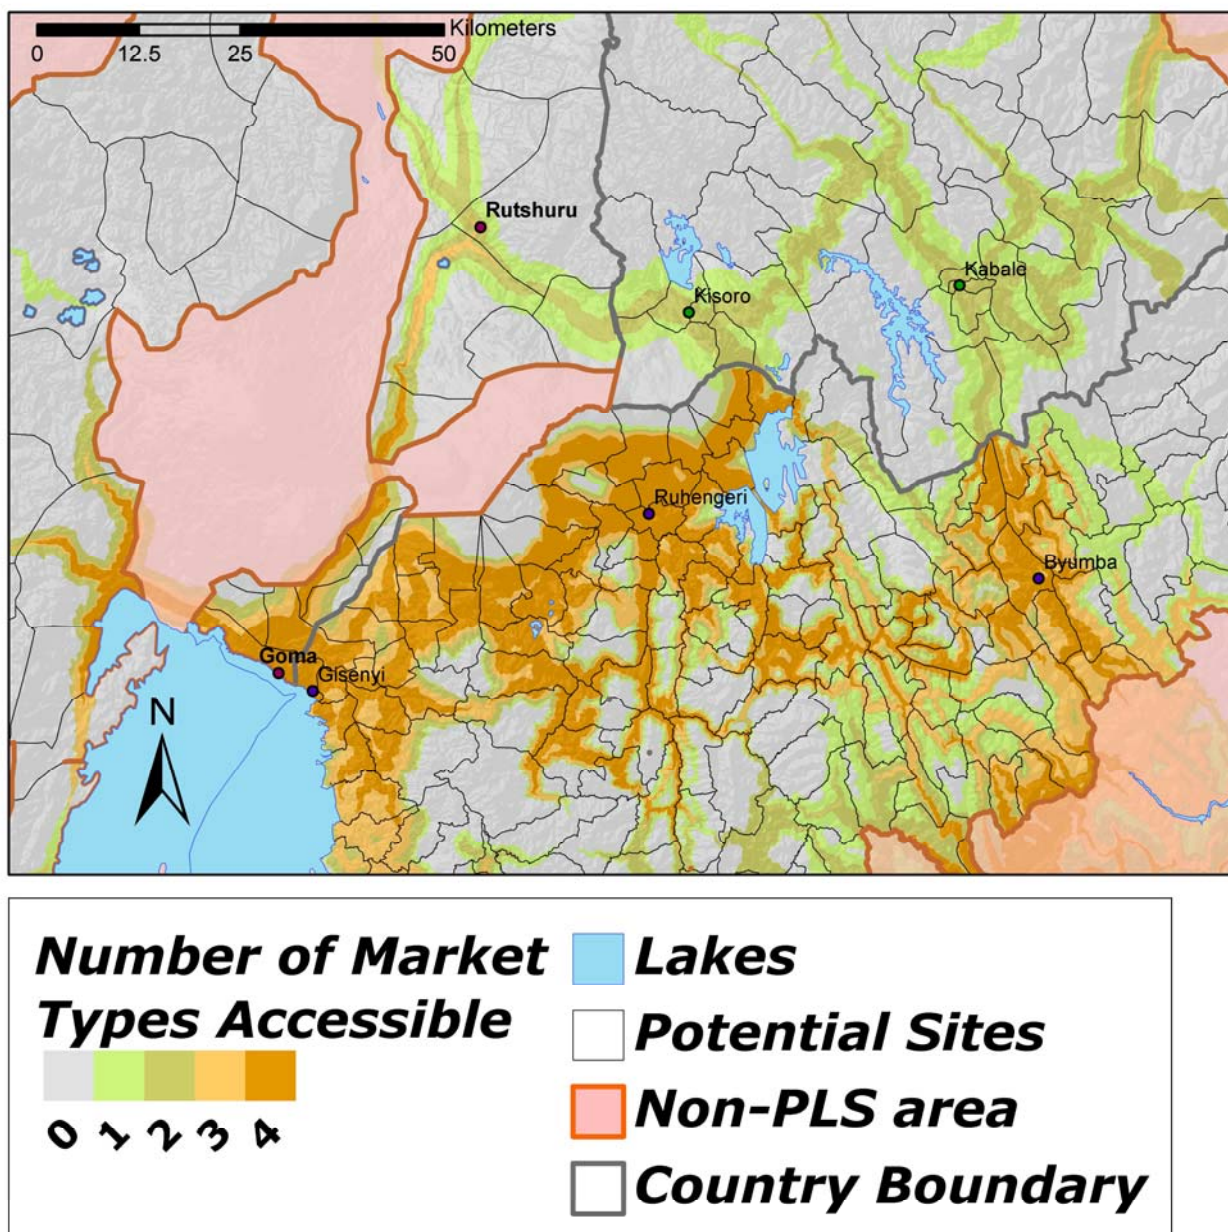 Kilometers
0 12.5 25 50
Rutshuru
Kabale
Kisoro
Ruhengeri
Byumba
Goma
Gisenyi
N
Number of Market
Types Accessible
0 1 2 3 4
Lakes
Potential Sites
Non-PLS area
Country Boundary